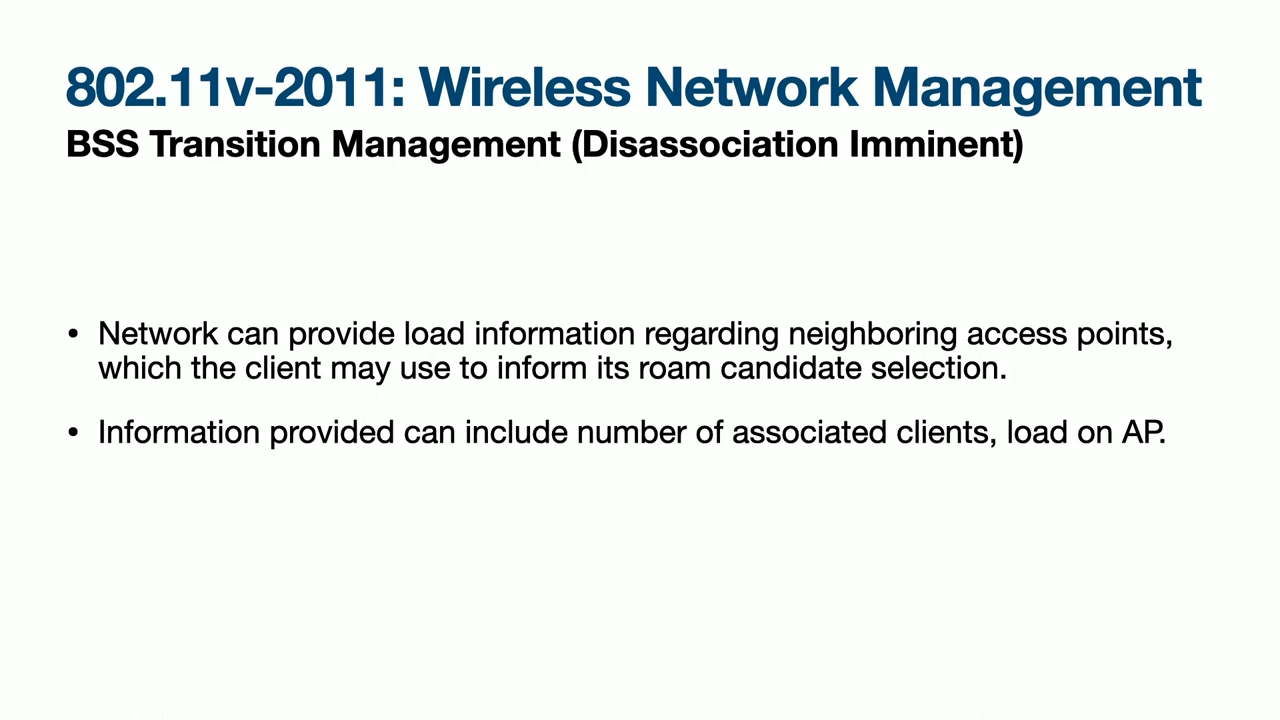 802.11v-2011: Wireless Network Management
BSS Transition Management (Disassociation Imminent)
• Network can provide load information regarding neighboring access points,
which the client may use to inform its roam candidate selection.
• Information provided can include number of associated clients, load on AP.